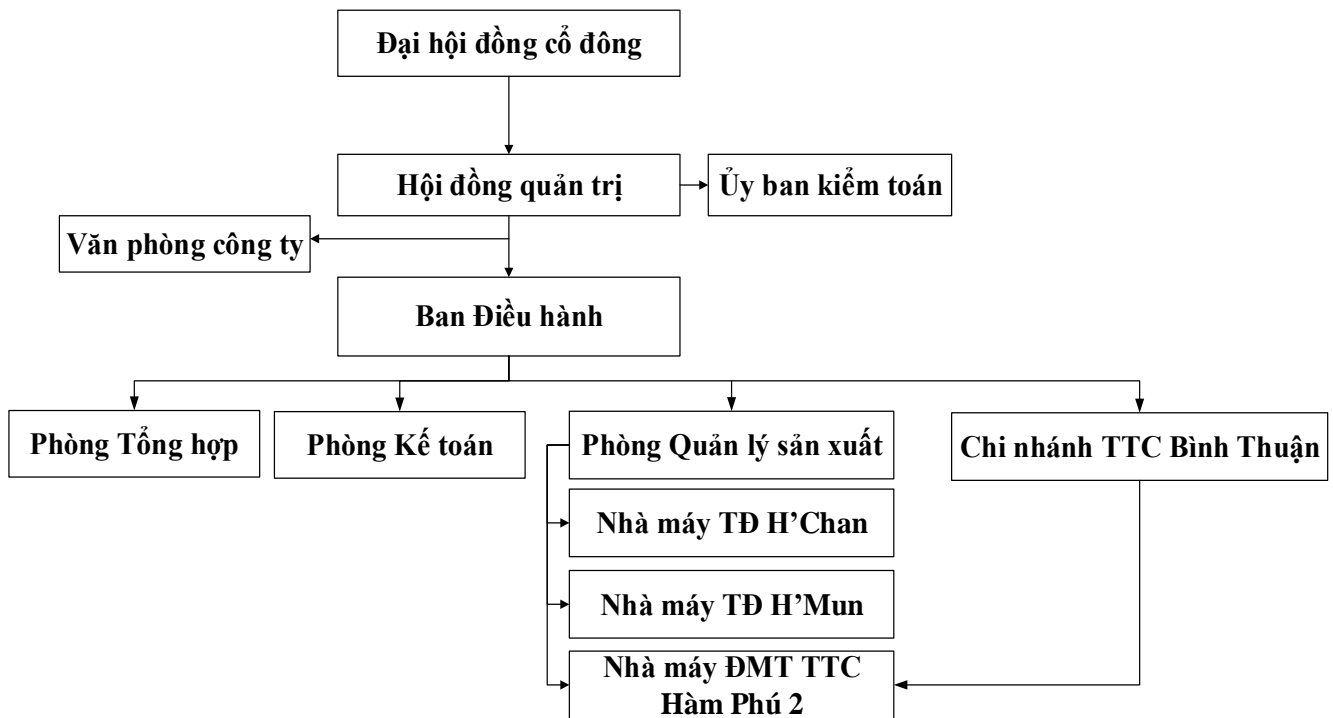 Đại hội đồng cổ đông
Hội đồng quản trị
Ủy ban kiểm toán
Văn phòng công ty
Ban Điều hành
Phòng Tổng hợp
Phòng Kế toán
Phòng Quản lý sản xuất
Chi nhánh TTC Bình Thuận
Nhà máy TĐ H’Chan
Nhà máy TĐ H’Mun
Nhà máy ĐMT TTC
Hàm Phú 2